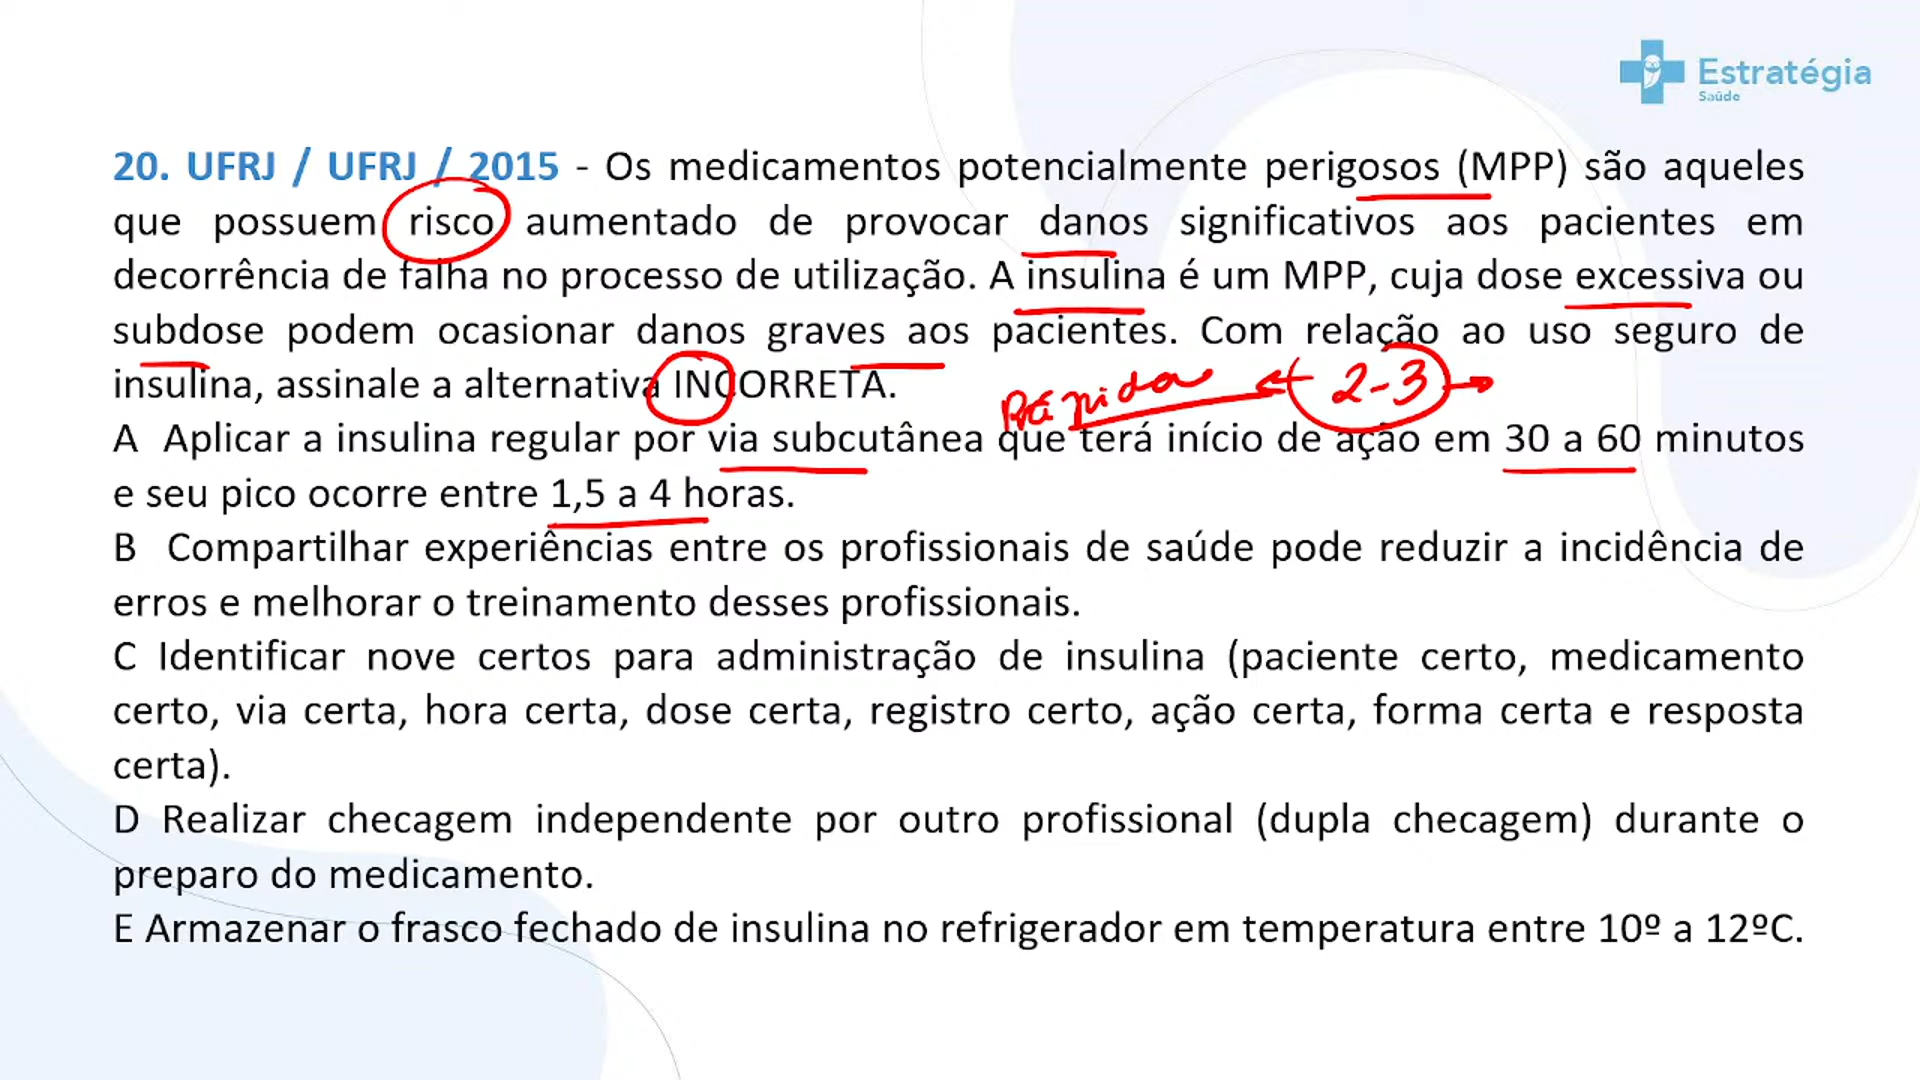 Estratégia
Saúde
20. UFRJ / UFRJ / 2015 - Os medicamentos potencialmente perigosos (MPP) são aqueles
que possuem risco aumentado de provocar danos significativos aos pacientes em
decorrência de falha no processo de utilização. A insulina é um MPP, cuja dose excessiva ou
subdose podem ocasionar danos graves aos pacientes. Com relação ao uso seguro de
insulina, assinale a alternativa INCORRETA.
Rápida 2-3
A Aplicar a insulina regular por via subcutânea que terá início de ação em 30 a 60 minutos
e seu pico ocorre entre 1,5 a 4 horas.
B Compartilhar experiências entre os profissionais de saúde pode reduzir a incidência de
erros e melhorar o treinamento desses profissionais.
C Identificar nove certos para administração de insulina (paciente certo, medicamento
certo, via certa, hora certa, dose certa, registro certo, ação certa, forma certa e resposta
certa).
D Realizar checagem independente por outro profissional (dupla checagem) durante o
preparo do medicamento.
E Armazenar o frasco fechado de insulina no refrigerador em temperatura entre 10º a 12ºC.